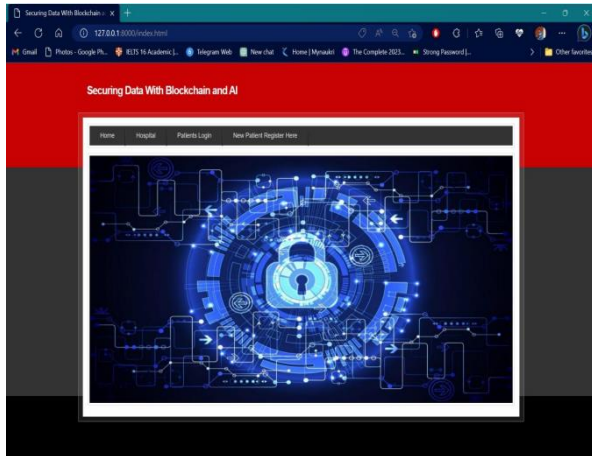 Securing Data With Blockchain a
127.0.0.1:8000/index.html
Gmail Photos - Google Ph... IELTS 16 Academic J... Telegram Web New chat Home | Mynaukri The Complete 2023... Strong Password |... Other favorites
Securing Data With Blockchain and AI
Home Hospital Patients Login New Patient Register Here